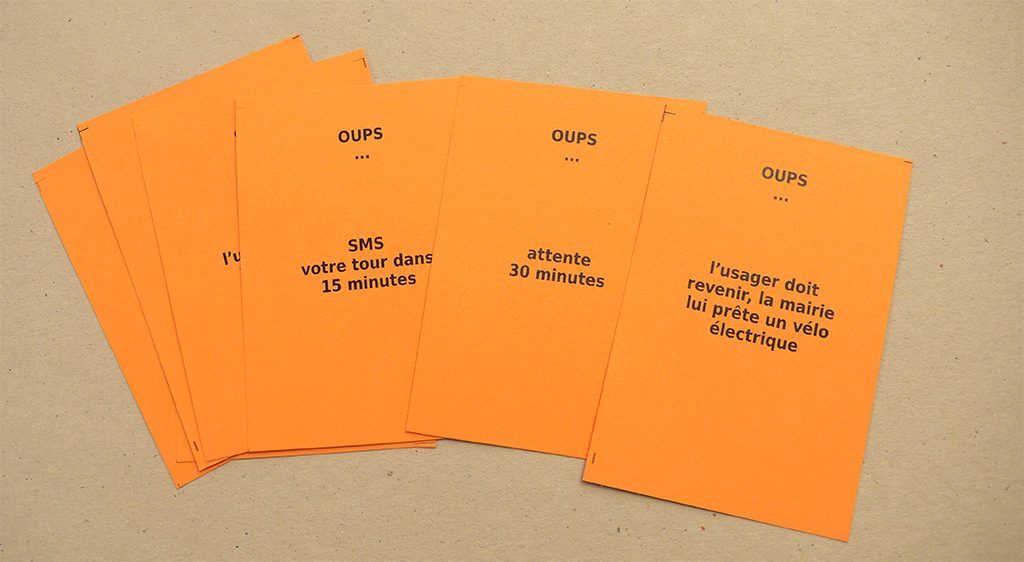 OUPS
...
SMS
votre tour dans
15 minutes
OUPS
...
attente
30 minutes
OUPS
...
l’usager doit
revenir, la mairie
lui prête un vélo
électrique